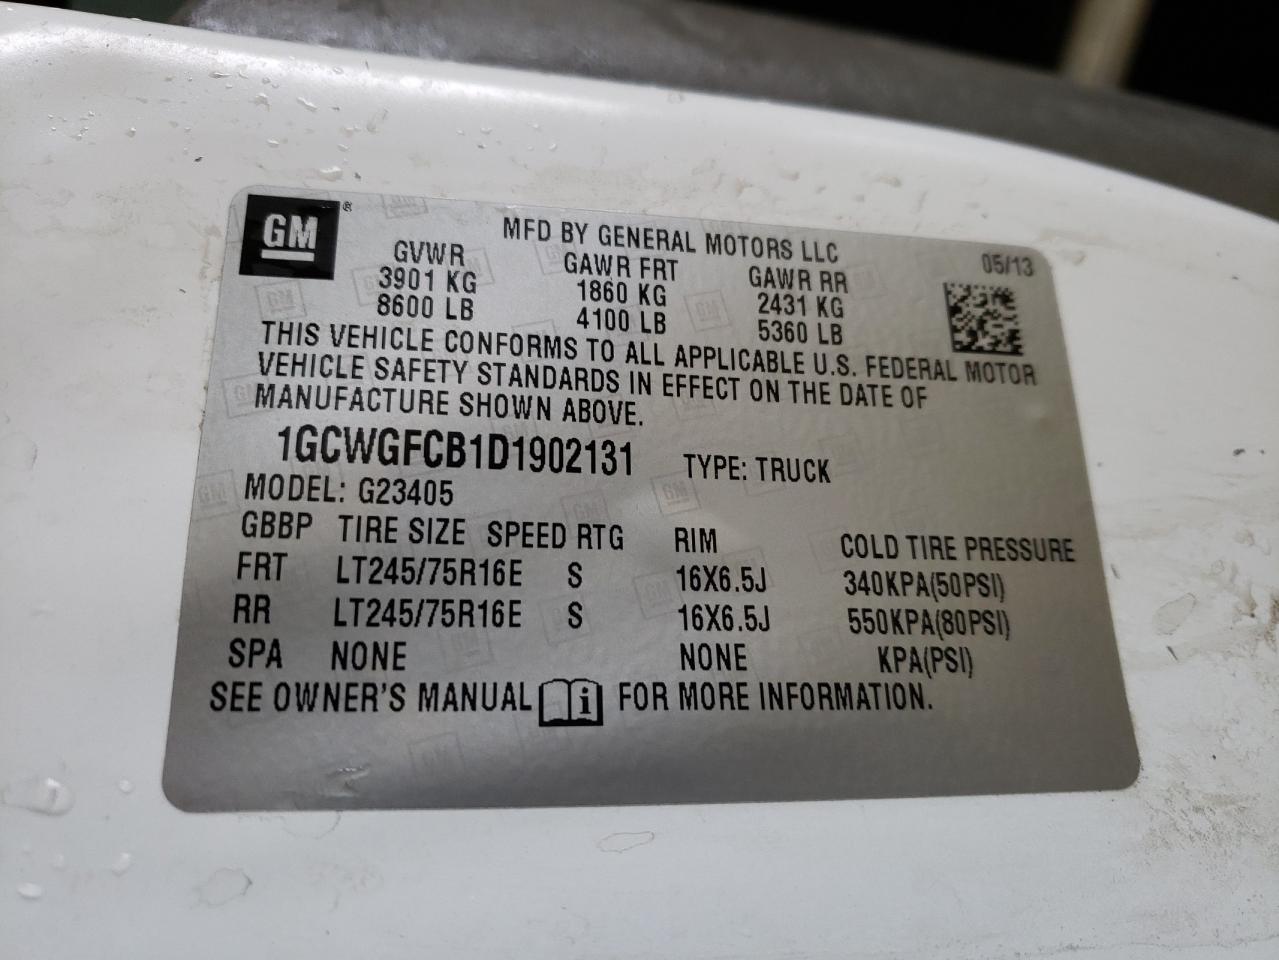 GM ®
MFD BY GENERAL MOTORS LLC 05/13
GVWR GAWR FRT GAWR RR
3901 KG 1860 KG 2431 KG
8600 LB 4100 LB 5360 LB
THIS VEHICLE CONFORMS TO ALL APPLICABLE U.S. FEDERAL MOTOR
VEHICLE SAFETY STANDARDS IN EFFECT ON THE DATE OF
MANUFACTURE SHOWN ABOVE.
1GCWGFCB1D1902131 TYPE: TRUCK
MODEL: G23405
GBBP TIRE SIZE SPEED RTG RIM COLD TIRE PRESSURE
FRT LT245/75R16E S 16X6.5J 340KPA(50PSI)
RR LT245/75R16E S 16X6.5J 550KPA(80PSI)
SPA NONE NONE KPA(PSI)
SEE OWNER'S MANUAL i FOR MORE INFORMATION.